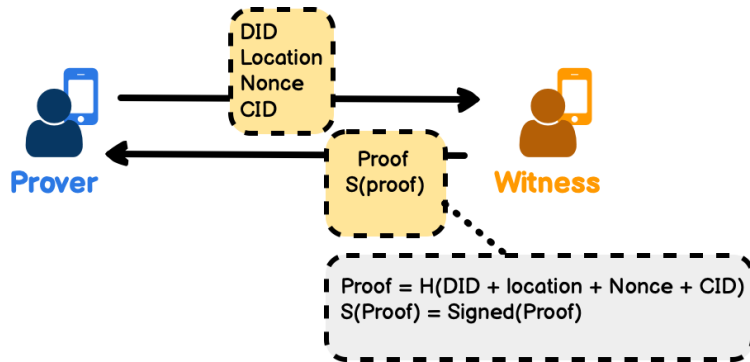 DID
Location
Nonce
CID
Prover
Proof
S(proof)
Witness
Proof = H(DID + location + Nonce + CID)
S(Proof) = Signed(Proof)